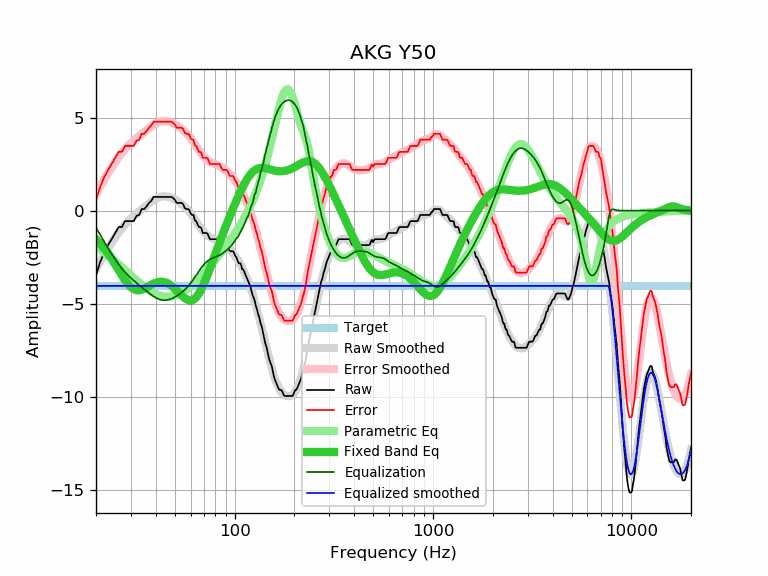 AKG Y50
Amplitude (dBr)
5
0
−5
−10
−15
Target
Raw Smoothed
Error Smoothed
Raw
Error
Parametric Eq
Fixed Band Eq
Equalization
Equalized smoothed
100
1000
10000
Frequency (Hz)